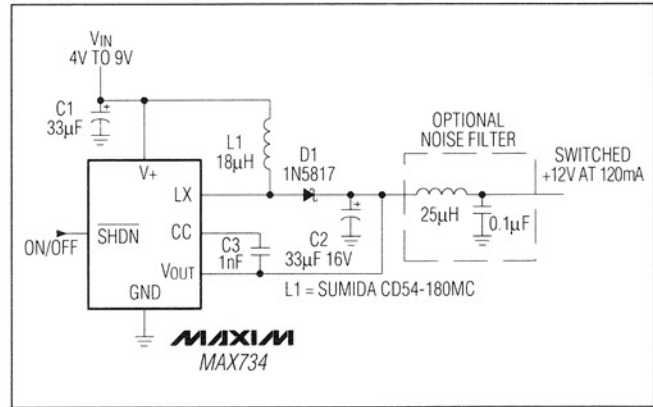 VIN
4V TO 9V
C1
33µF
+
L1
18µH
D1
1N5817
OPTIONAL
NOISE FILTER
SWITCHED
+12V AT 120mA
V+
LX
25µH
0.1µF
+
ON/OFF
SHDN
CC
C3
1nF
C2
33µF 16V
VOUT
L1 = SUMIDA CD54-180MC
GND
MAXIM
MAX734